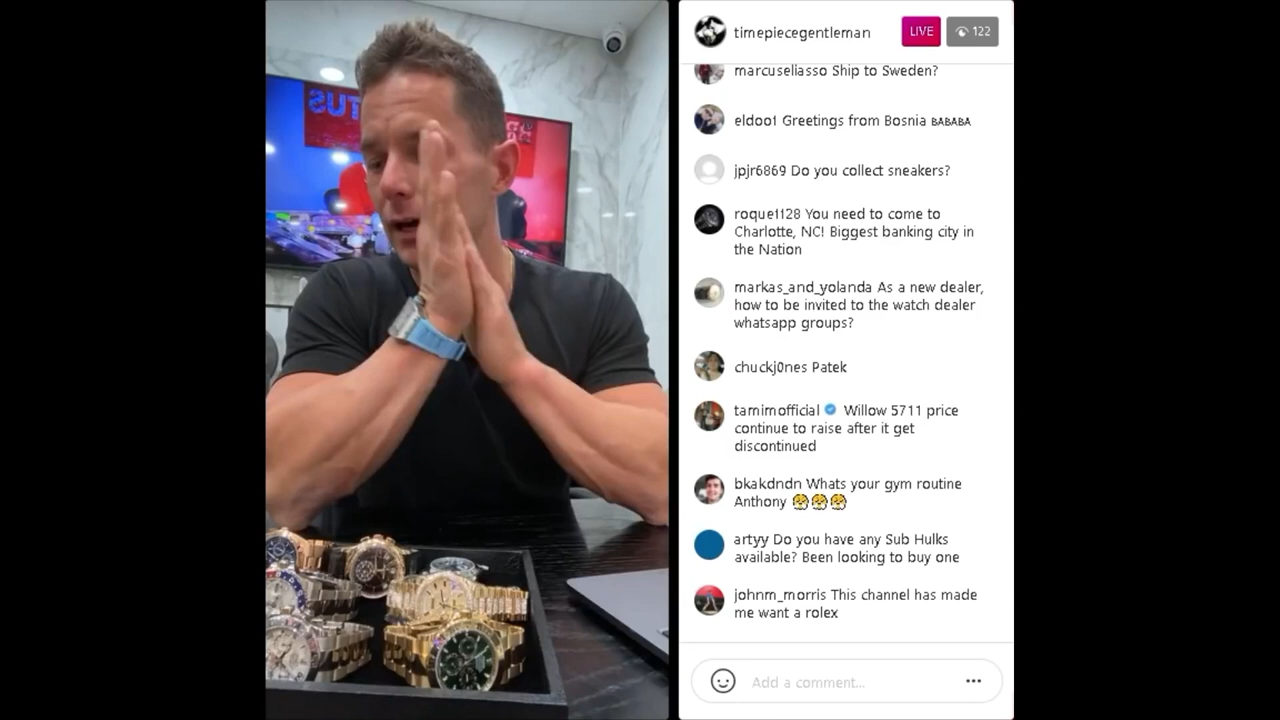 timepiecegentleman
LIVE
122
marcuseliasso Ship to Sweden?
eldoo1 Greetings from Bosnia BABABA
jpjr6869 Do you collect sneakers?
roque1128 You need to come to
Charlotte, NC! Biggest banking city in
the Nation
markas_and_yolanda As a new dealer,
how to be invited to the watch dealer
whatsapp groups?
chuckj0nes Patek
tamimofficial Willow 5711 price
continue to raise after it get
discontinued
bkakdndn Whats your gym routine
Anthony 😤😤😤
artyy Do you have any Sub Hulks
available? Been looking to buy one
johnm_morris This channel has made
me want a rolex
Add a comment...